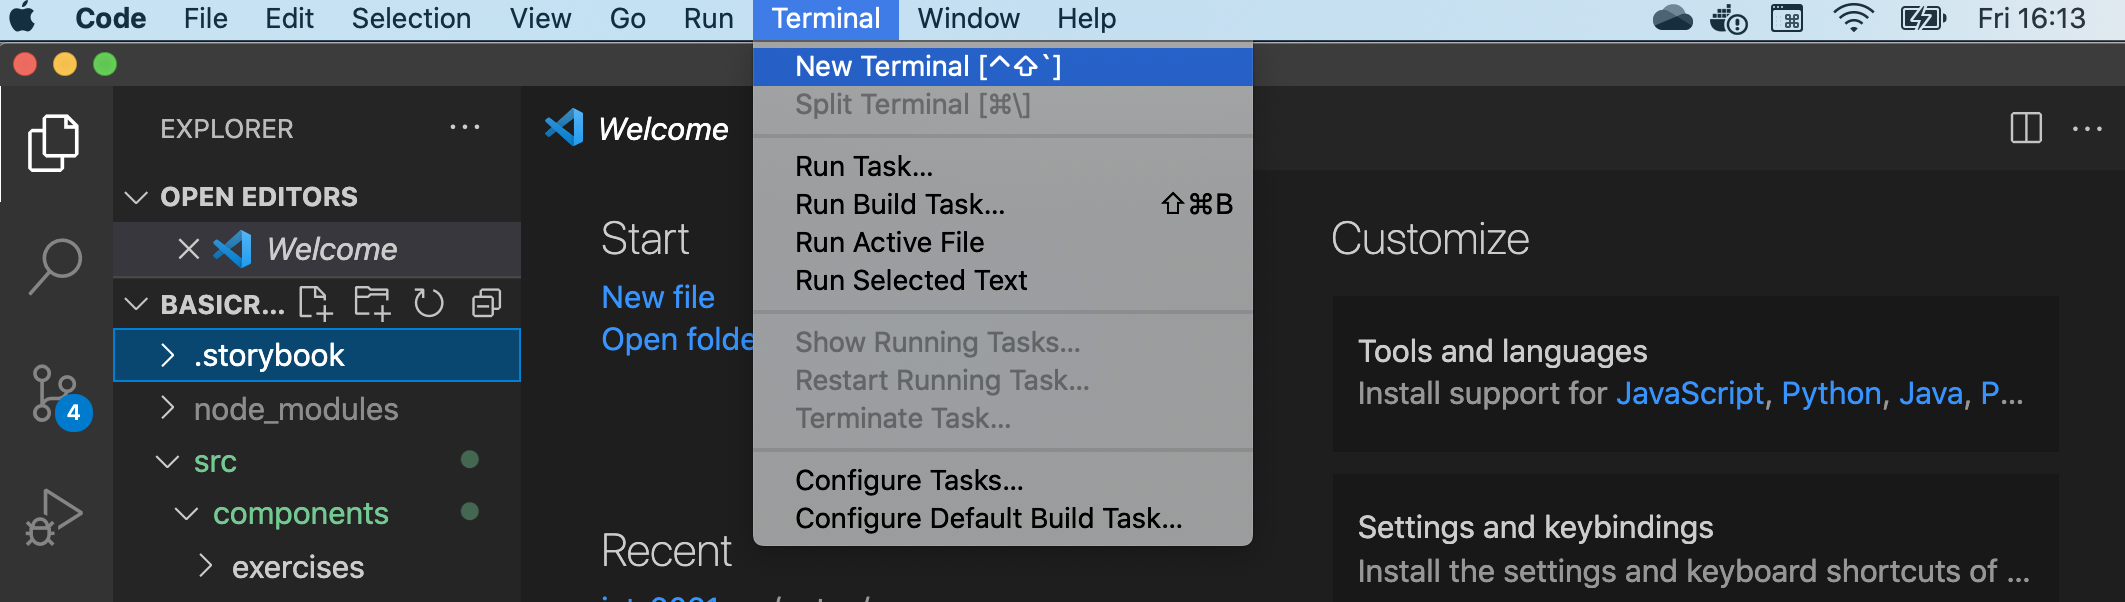 Code File Edit Selection View Go Run Terminal Window Help Fri 16:13
New Terminal [^⇧`]
Split Terminal [⌘\]
Run Task...
Run Build Task... ⇧⌘B
Run Active File
Run Selected Text
Show Running Tasks...
Restart Running Task...
Terminate Task...
Configure Tasks...
Configure Default Build Task...
EXPLORER
OPEN EDITORS
Welcome
BASICR...
.storybook
node_modules
src
components
exercises
4
Welcome
Start
New file
Open folde
Recent
Customize
Tools and languages
Install support for JavaScript, Python, Java, P...
Settings and keybindings
Install the settings and keyboard shortcuts of ...